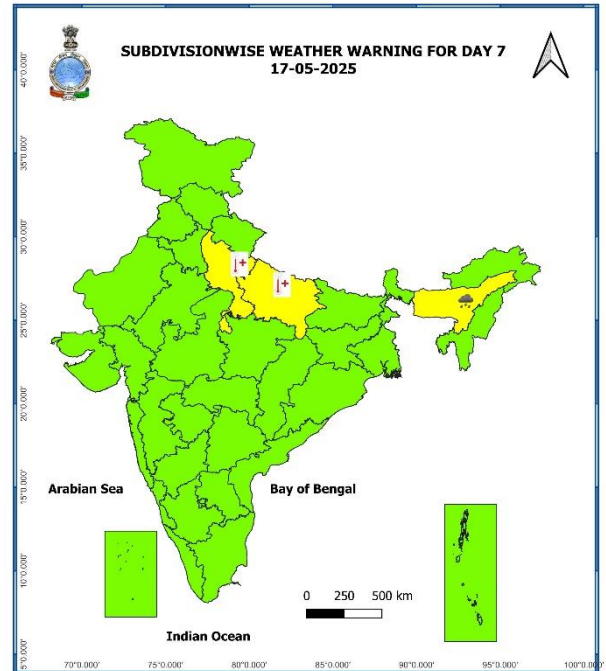 SUBDIVISIONWISE WEATHER WARNING FOR DAY 7
17-05-2025
40°0.000'
35°0.000'
30°0.000'
25°0.000'
20°0.000'
15°0.000'
10°0.000'
5°0.000'
Arabian Sea
Bay of Bengal
0 250 500 km
Indian Ocean
70°0.000' 75°0.000' 80°0.000' 85°0.000' 90°0.000' 95°0.000' 100°0.000'